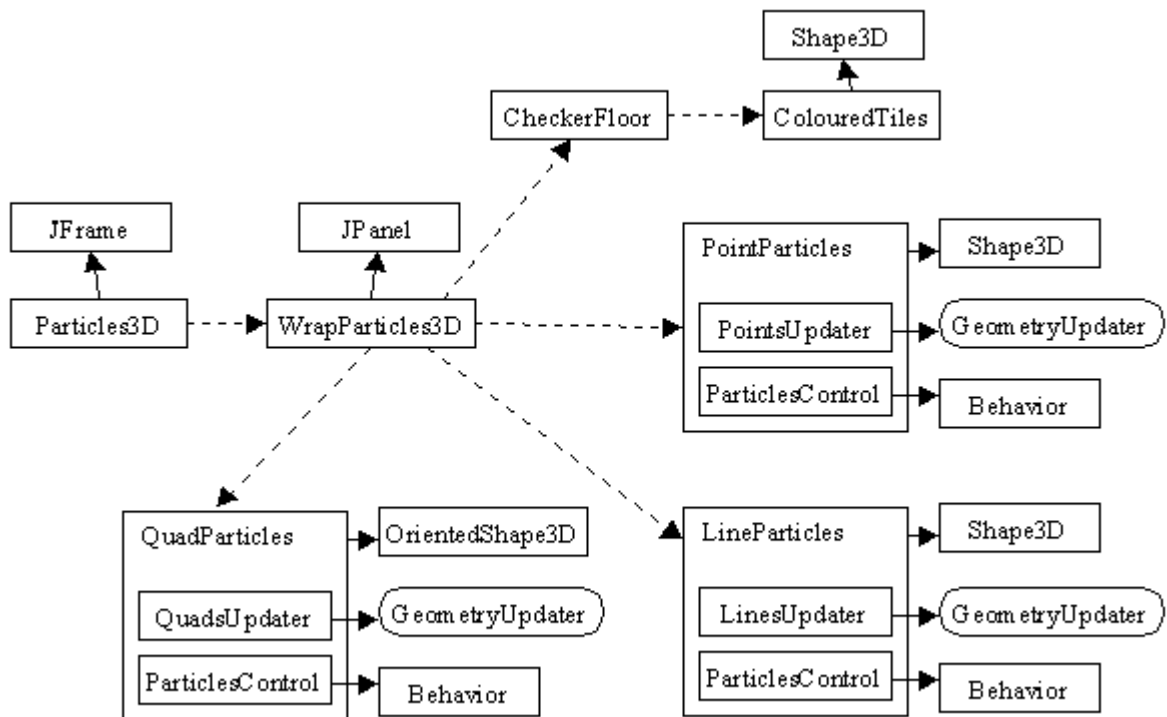 Shape3D
CheckerFloor
ColouredTiles
JFrame
JPanel
Particles3D
WrapParticles3D
PointParticles
Shape3D
PointsUpdater
GeometryUpdater
ParticlesControl
Behavior
QuadParticles
OrientedShape3D
QuadsUpdater
GeometryUpdater
ParticlesControl
Behavior
LineParticles
Shape3D
LinesUpdater
GeometryUpdater
ParticlesControl
Behavior